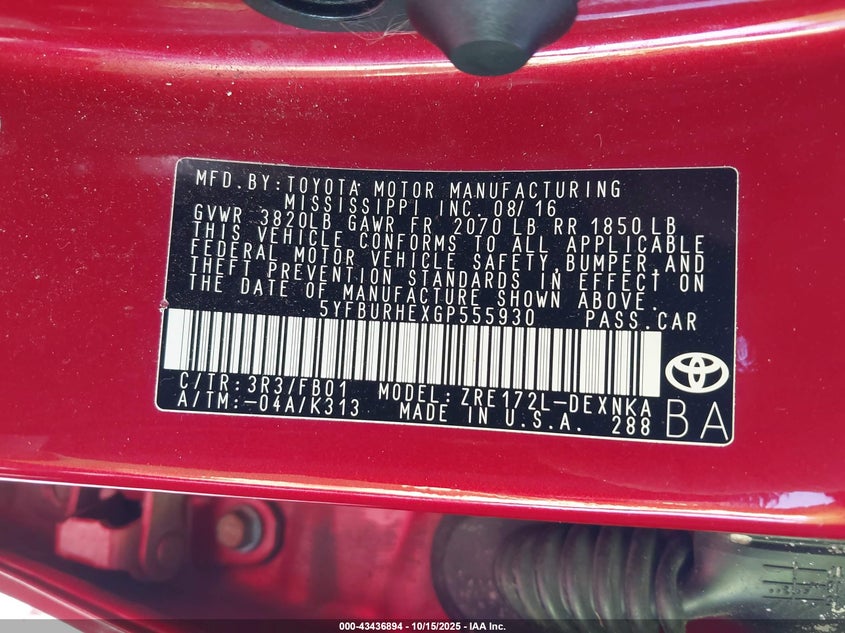 MFD.BY:TOYOTA MOTOR MANUFACTURING
MISSISSIPPI INC. 08/16
GVWR 3820LB GAWR FR 2070 LB RR 1850 LB
THIS VEHICLE CONFORMS TO ALL APPLICABLE
FEDERAL MOTOR VEHICLE SAFETY,BUMPER,AND
THEFT PREVENTION STANDARDS IN EFFECT ON
THE DATE OF MANUFACTURE SHOWN ABOVE.
5YFBURHEXGP555930 PASS.CAR
C/TR:3R3/FB01 MODEL:ZRE172L-DEXNKA
A/TM:-04A/K313 MADE IN U.S.A. 288
BA
000-43436894 - 10/15/2025 - IAA Inc.